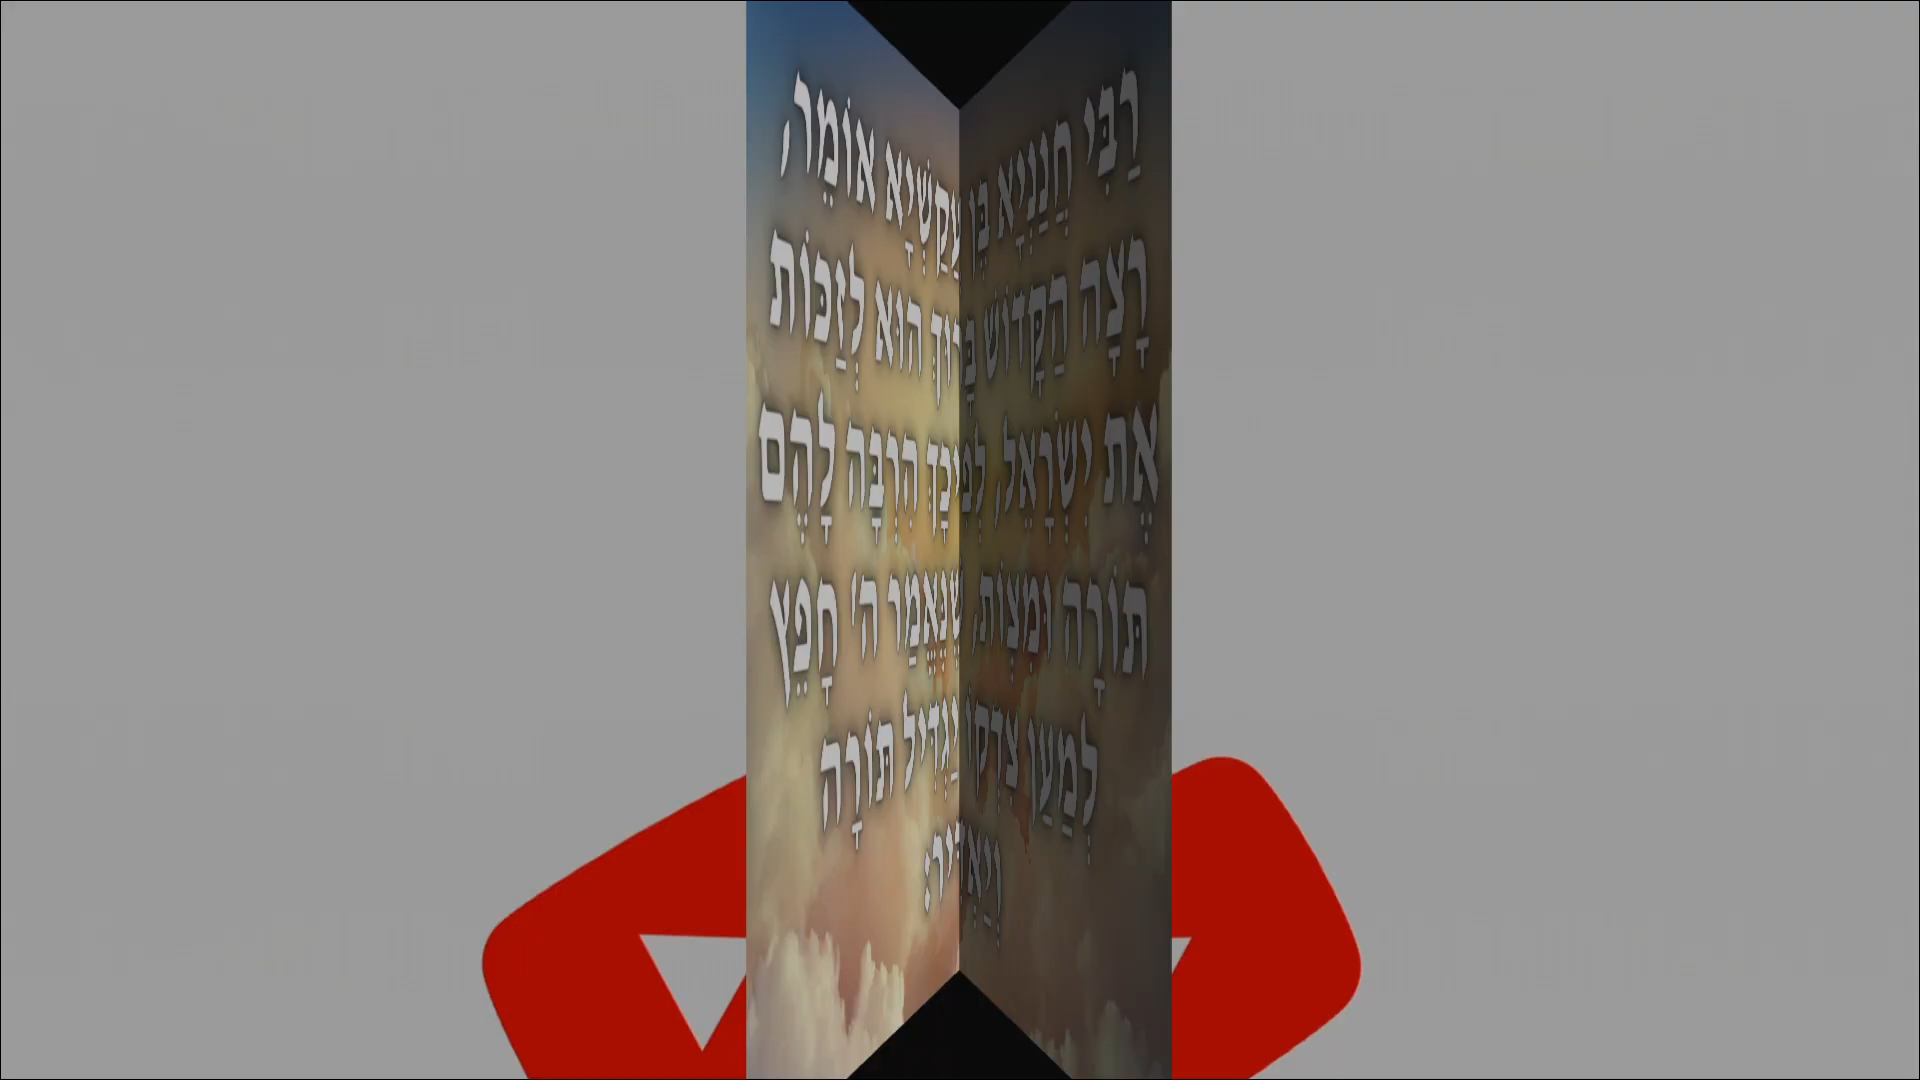 רַבִּי חֲנַנְיָא בֶּן עֲקַשְׁיָא אוֹמֵר,
רָצָה הַקָּדוֹשׁ בָּרוּךְ הוּא לְזַכּוֹת
אֶת יִשְׂרָאֵל, לְפִיכָךְ הִרְבָּה לָהֶם
תּוֹרָה וּמִצְוֹת, שֶׁנֶּאֱמַר ה' חָפֵץ
לְמַעַן צִדְקוֹ יַגְדִּיל תּוֹרָה
וְיַאְדִּיר: